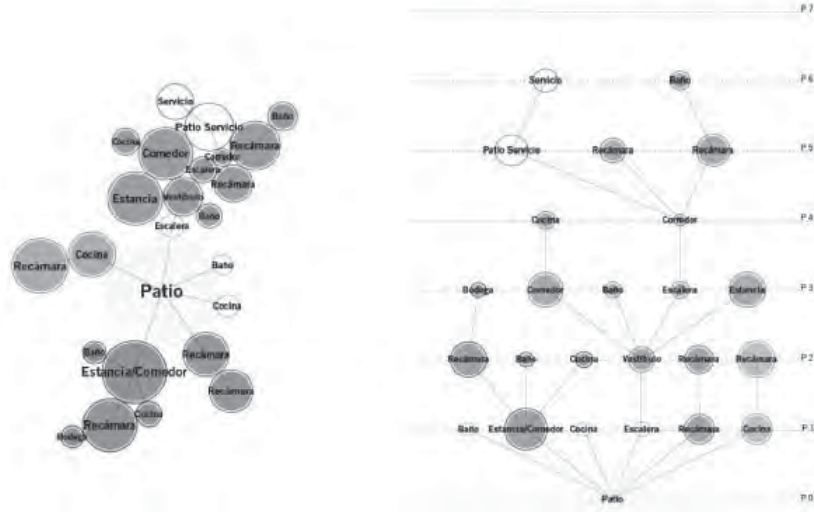 Servicio
Patio Servicio
Baño
Cocina
Comedor
Recámara
Corredor
Escalera
Recámara
Estancia
Vestíbulo
Baño
Escalera
Recámara
Cocina
Baño
Patio
Cocina
Baño
Recámara
Estancia/Comedor
Recámara
Cocina
Recámara
Bodega
P 7
Servicio Baño P 6
Patio Servicio Recámara Recámara P 5
Cocina Corredor P 4
Bodega Comedor Baño Escalera Estancia P 3
Recámara Baño Cocina Vestíbulo Recámara Recámara P 2
Baño Estancia/Comedor Cocina Escalera Recámara Cocina P 1
Patio P 0